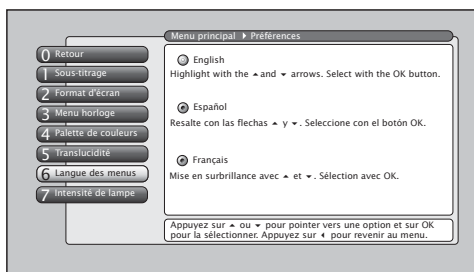 Menu principal ▶ Préférences
0 Retour
1 Sous-titrage
2 Format d'écran
3 Menu horloge
4 Palette de couleurs
5 Translucidité
6 Langue des menus
7 Intensité de lampe
English
Highlight with the ▲ and ▼ arrows. Select with the OK button.
Español
Resalte con las flechas ▲ y ▼. Seleccione con el botón OK.
Français
Mise en surbrillance avec ▲ et ▼. Sélection avec OK.
Appuyez sur ▲ ou ▼ pour pointer vers une option et sur OK
pour la sélectionner. Appuyez sur ◀ pour revenir au menu.